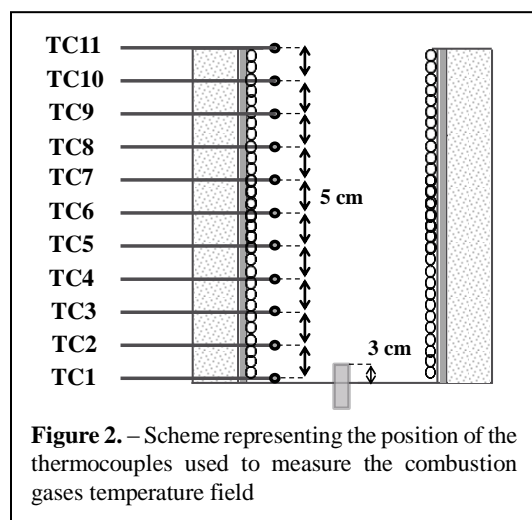 TC11
TC10
TC9
TC8
TC7
TC6
5 cm
TC5
TC4
TC3
TC2
3 cm
TC1
Figure 2. – Scheme representing the position of the
thermocouples used to measure the combustion
gases temperature field